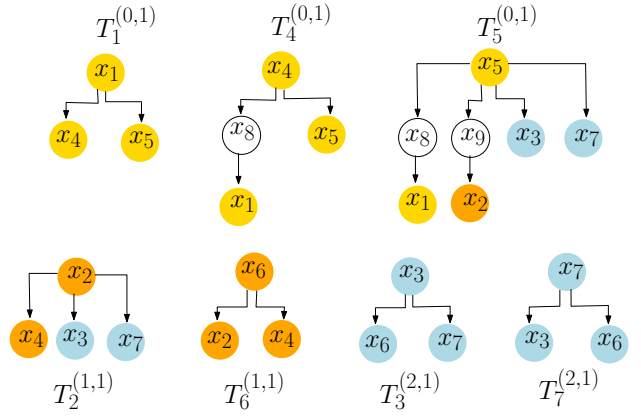 T_1^{(0,1)} T_4^{(0,1)} T_5^{(0,1)}
x_1 x_4 x_5
x_4 x_5 x_8 x_5 x_8 x_9 x_3 x_7
x_1 x_1 x_2
x_2 x_6 x_3 x_7
x_4 x_3 x_7 x_2 x_4 x_6 x_7 x_3 x_6
T_2^{(1,1)} T_6^{(1,1)} T_3^{(2,1)} T_7^{(2,1)}